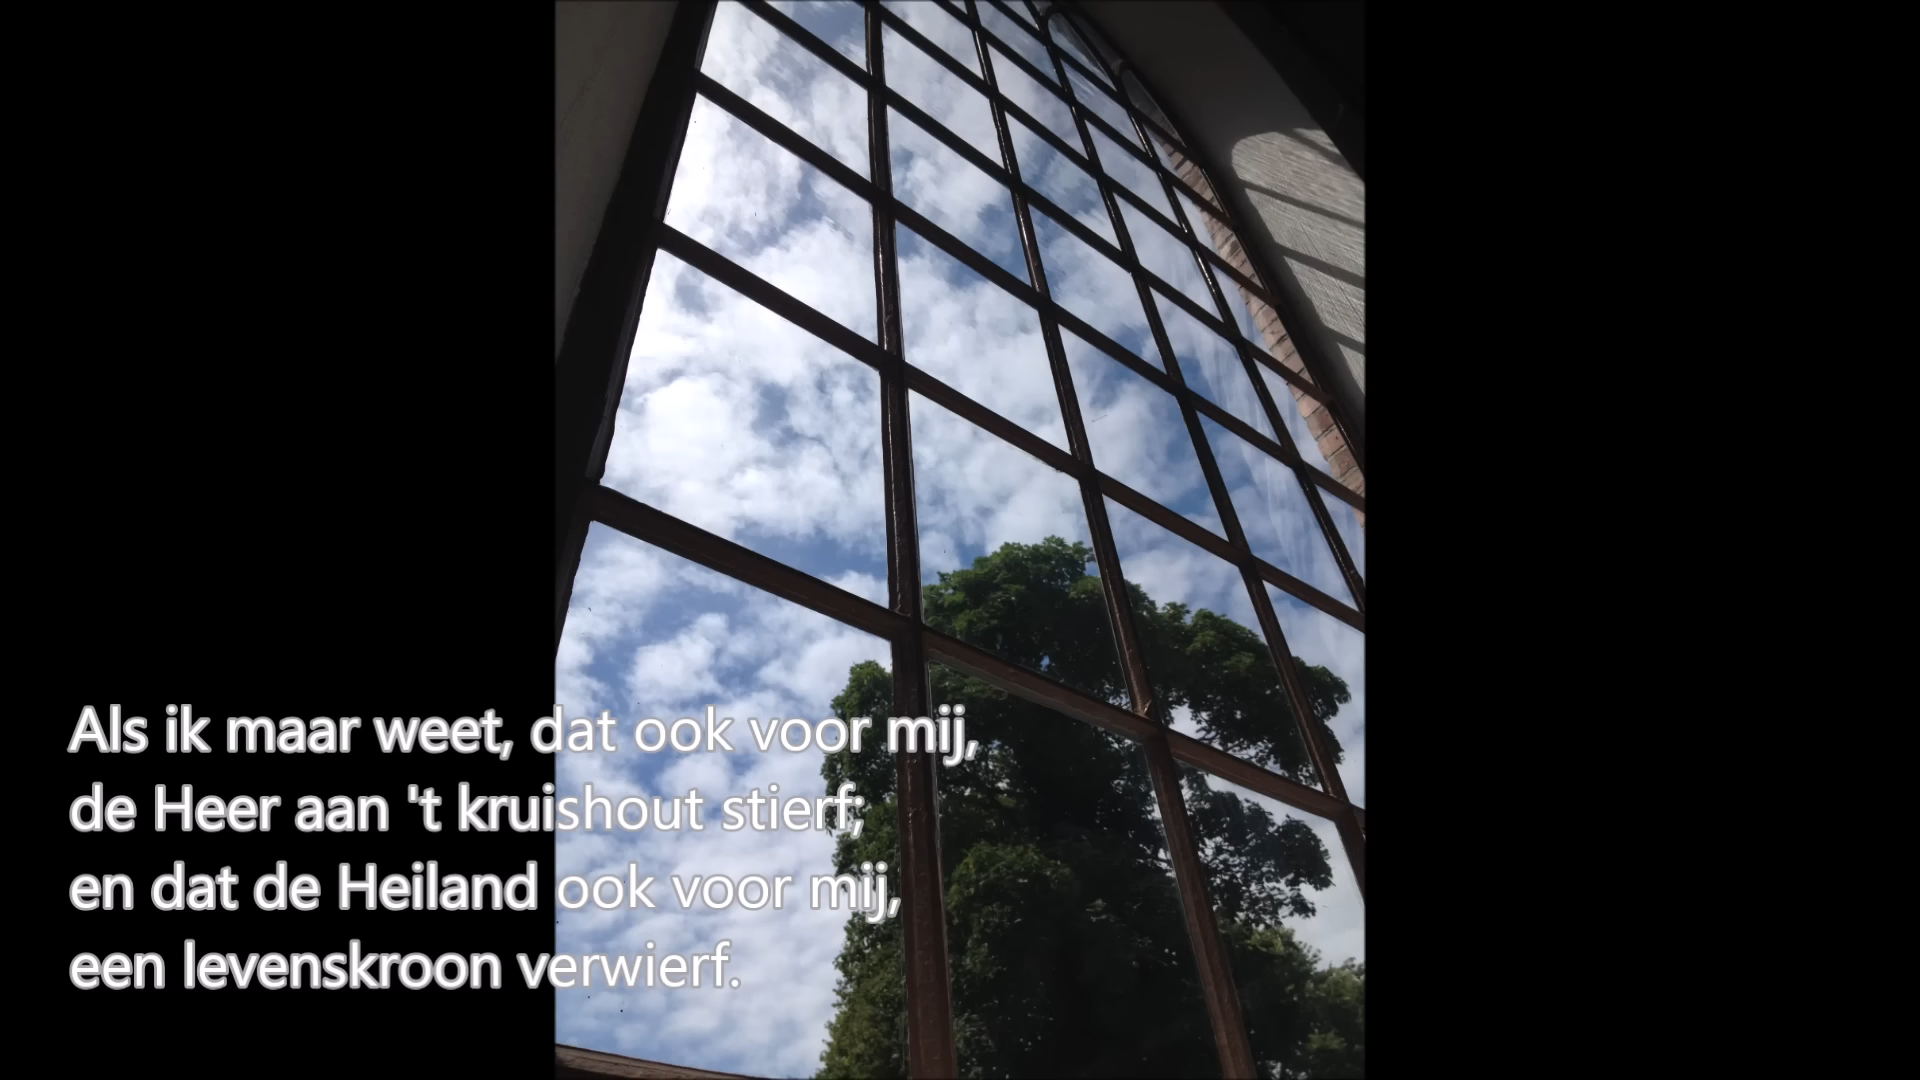 Als ik maar weet, dat ook voor mij,
de Heer aan 't kruishout stierf;
en dat de Heiland ook voor mij,
een levenskroon verwierf.